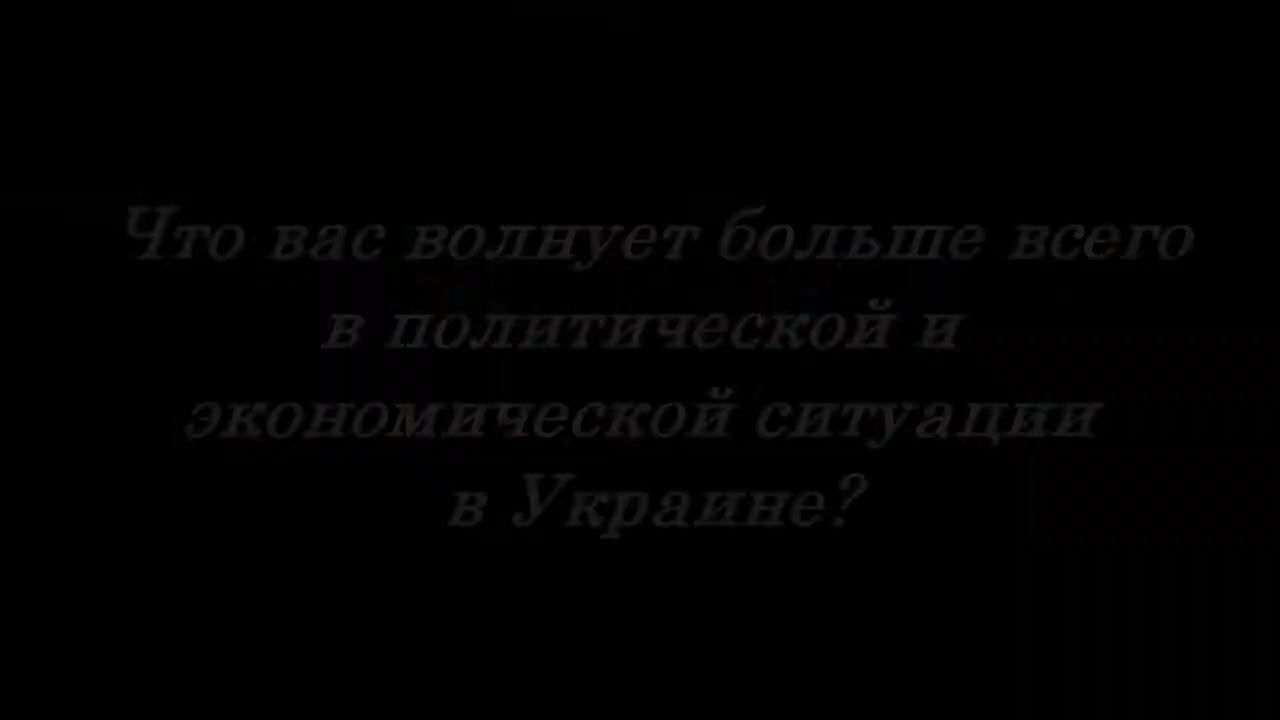 Что вас волнует больше всего
в политической и
экономической ситуации
в Украине?